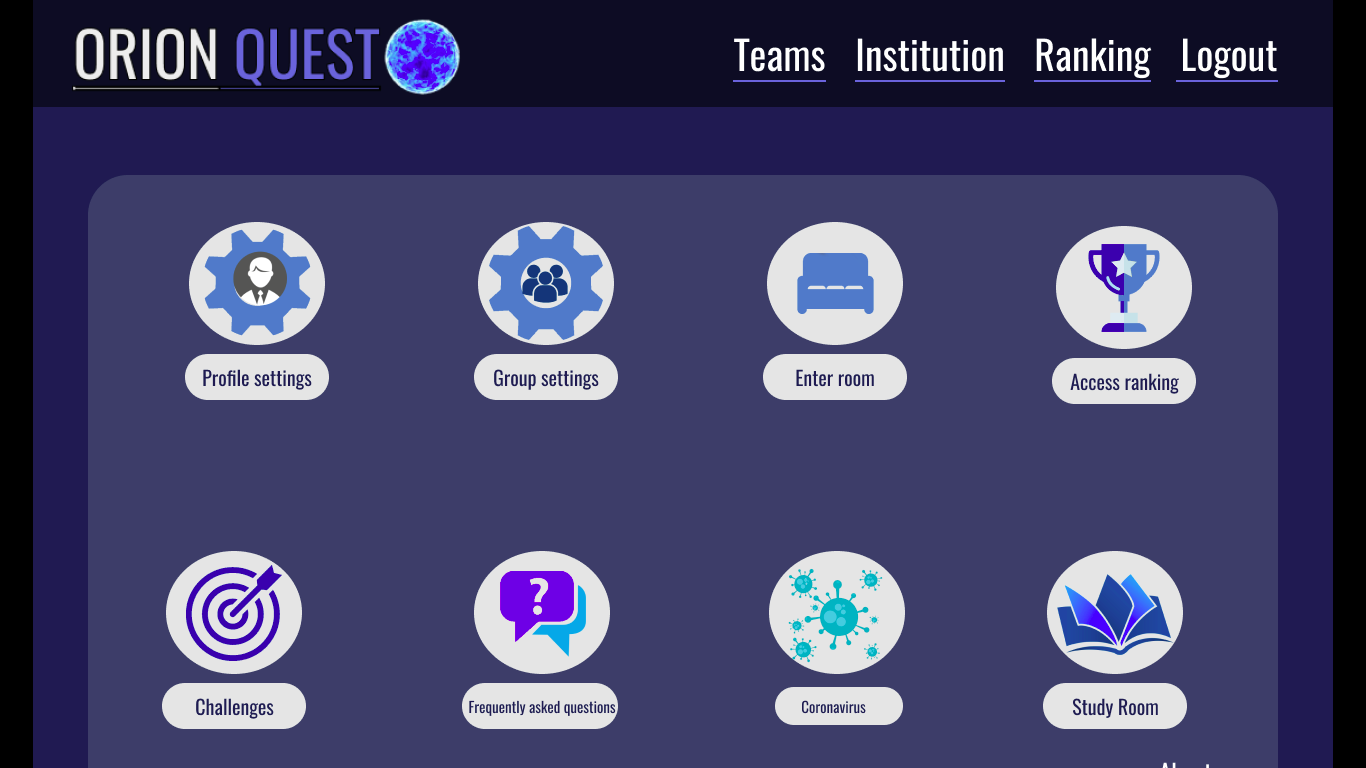 ORION QUEST
Teams Institution Ranking Logout
Profile settings
Group settings
Enter room
Access ranking
?
Challenges
Frequently asked questions
Coronavirus
Study Room